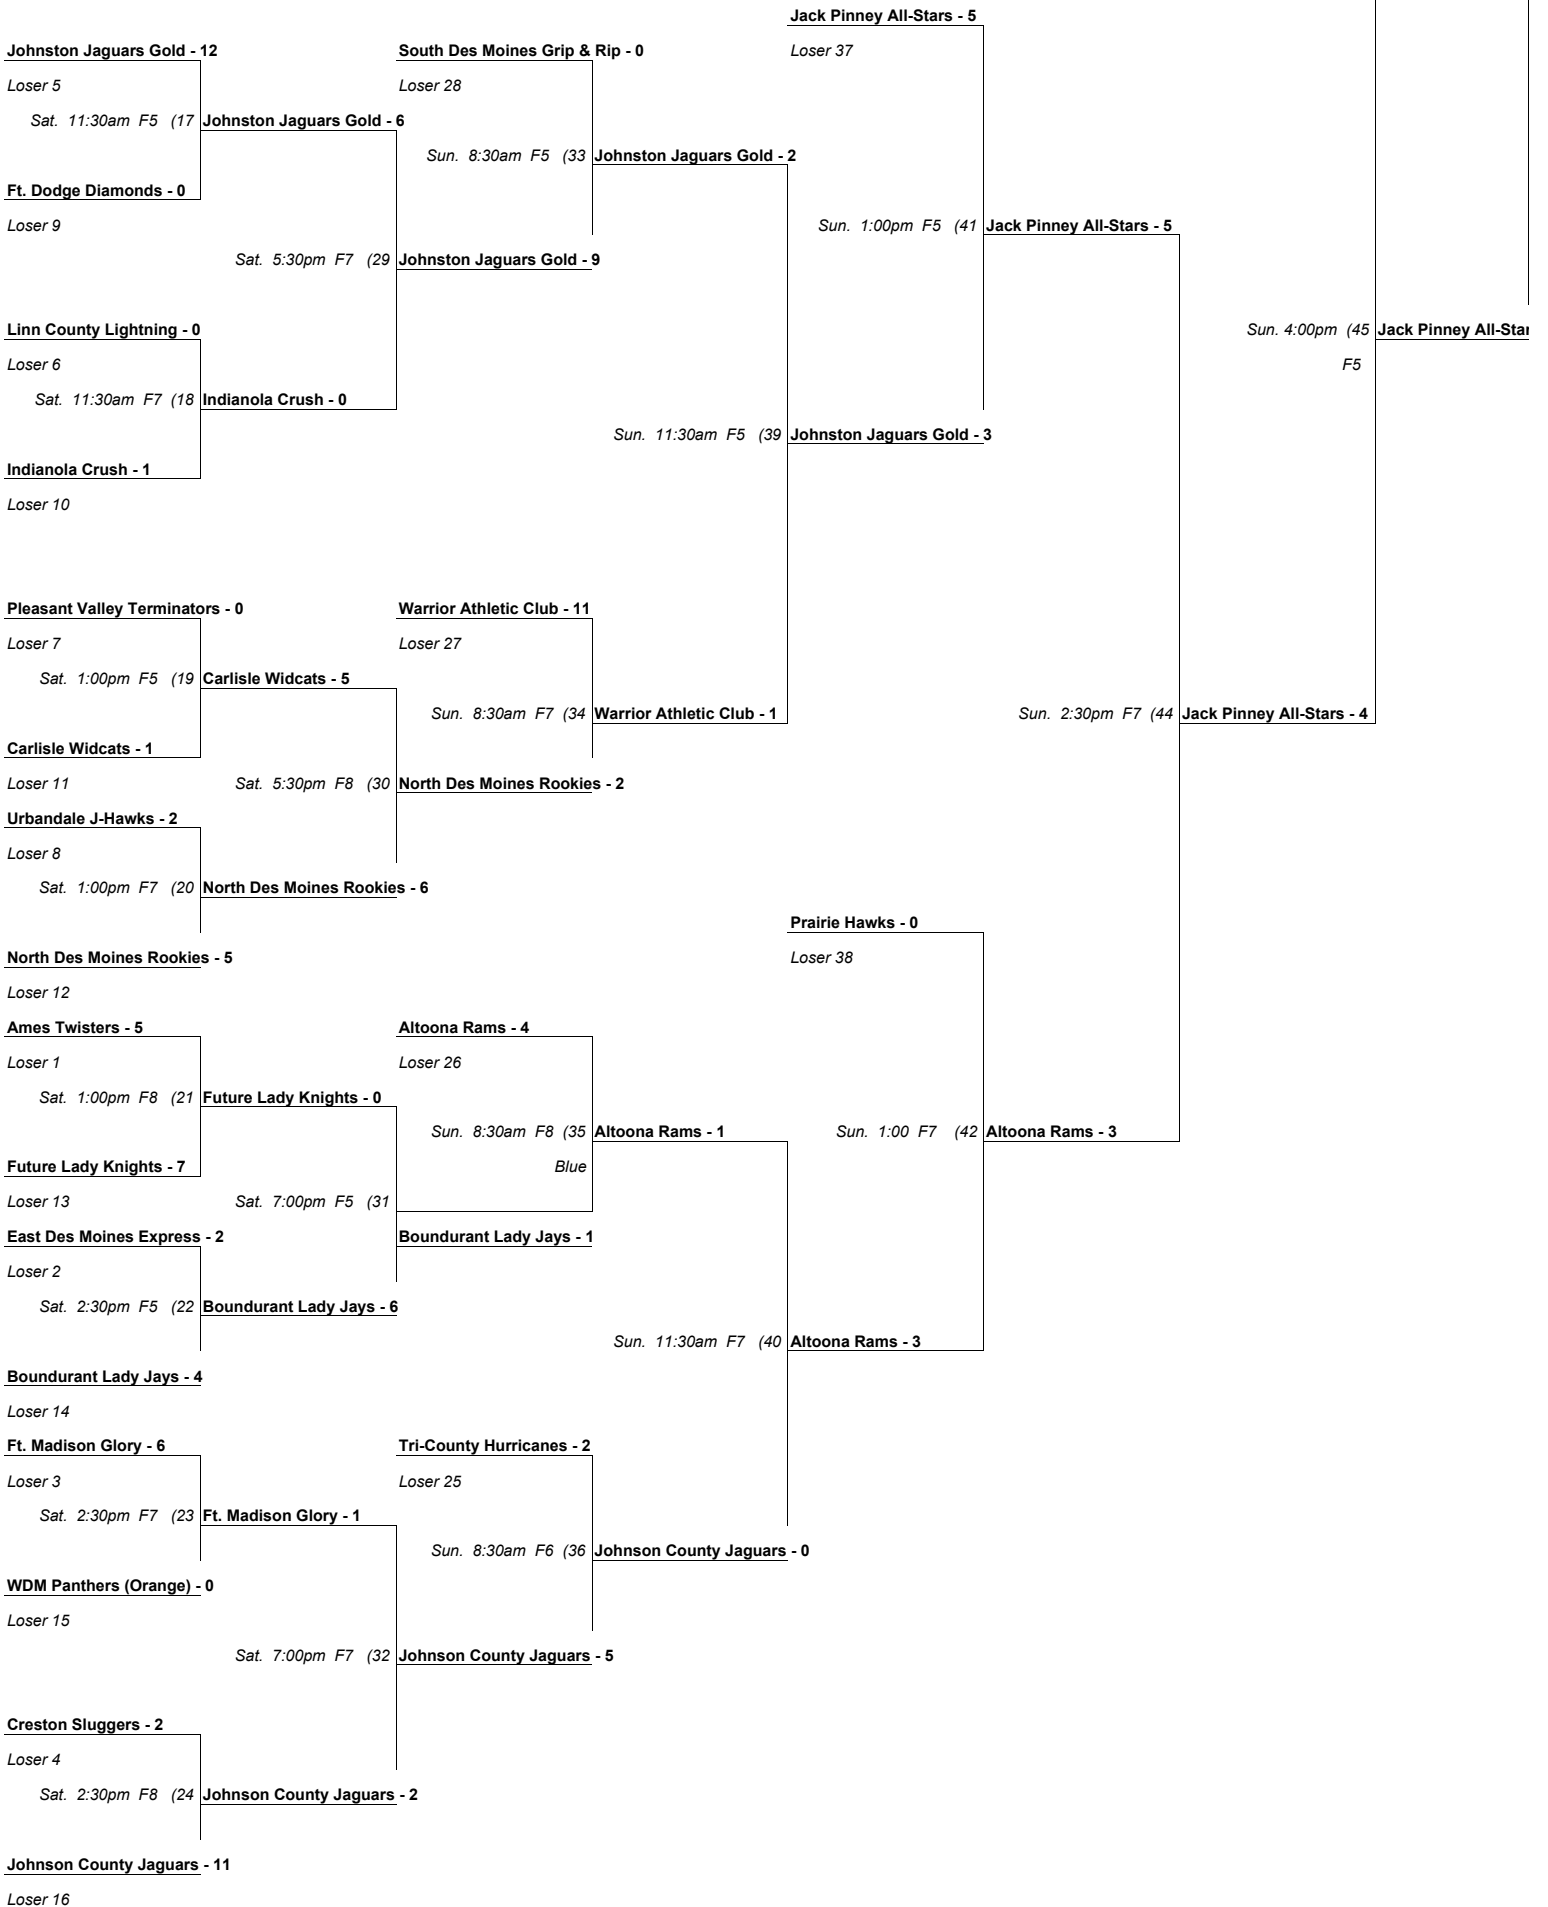 Jack Pinney All-Stars - 5
Johnston Jaguars Gold - 12
South Des Moines Grip & Rip - 0
Loser 37
Loser 5
Loser 28
Sat. 11:30am F5 (17
Johnston Jaguars Gold - 6
Sun. 8:30am F5 (33
Johnston Jaguars Gold - 2
Ft. Dodge Diamonds - 0
Loser 9
Sun. 1:00pm F5 (41
Jack Pinney All-Stars - 5
Sat. 5:30pm F7 (29
Johnston Jaguars Gold - 9
Linn County Lightning - 0
Sun. 4:00pm (45
Jack Pinney All-Star
Loser 6
F5
Sat. 11:30am F7 (18
Indianola Crush - 0
Sun. 11:30am F5 (39
Johnston Jaguars Gold - 3
Indianola Crush - 1
Loser 10
Pleasant Valley Terminators - 0
Warrior Athletic Club - 11
Loser 7
Loser 27
Sat. 1:00pm F5 (19
Carlisle Widcats - 5
Sun. 8:30am F7 (34
Warrior Athletic Club - 1
Sun. 2:30pm F7 (44
Jack Pinney All-Stars - 4
Carlisle Widcats - 1
Loser 11
Sat. 5:30pm F8 (30
North Des Moines Rookies - 2
Urbandale J-Hawks - 2
Loser 8
Sat. 1:00pm F7 (20
North Des Moines Rookies - 6
Prairie Hawks - 0
North Des Moines Rookies - 5
Loser 38
Loser 12
Ames Twisters - 5
Altoona Rams - 4
Loser 1
Loser 26
Sat. 1:00pm F8 (21
Future Lady Knights - 0
Sun. 8:30am F8 (35
Altoona Rams - 1
Sun. 1:00 F7 (42
Altoona Rams - 3
Future Lady Knights - 7
Blue
Loser 13
Sat. 7:00pm F5 (31
East Des Moines Express - 2
Boundurant Lady Jays - 1
Loser 2
Sat. 2:30pm F5 (22
Boundurant Lady Jays - 6
Sun. 11:30am F7 (40
Altoona Rams - 3
Boundurant Lady Jays - 4
Loser 14
Ft. Madison Glory - 6
Tri-County Hurricanes - 2
Loser 3
Loser 25
Sat. 2:30pm F7 (23
Ft. Madison Glory - 1
Sun. 8:30am F6 (36
Johnson County Jaguars - 0
WDM Panthers (Orange) - 0
Loser 15
Sat. 7:00pm F7 (32
Johnson County Jaguars - 5
Creston Sluggers - 2
Loser 4
Sat. 2:30pm F8 (24
Johnson County Jaguars - 2
Johnson County Jaguars - 11
Loser 16